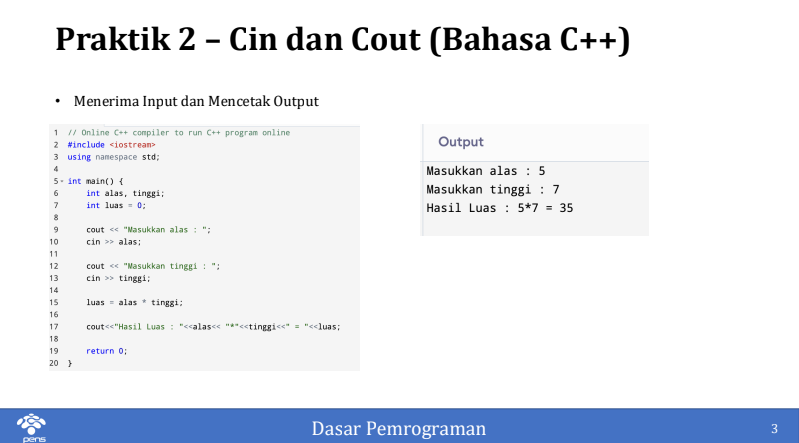 Praktik 2 – Cin dan Cout (Bahasa C++)
• Menerima Input dan Mencetak Output
1 // Online C++ compiler to run C++ program online
2 #include <iostream>
3 using namespace std;
4
5 - int main() {
6 int alas, tinggi;
7 int luas = 0;
8
9 cout << "Masukkan alas : ";
10 cin >> alas;
11
12 cout << "Masukkan tinggi : ";
13 cin >> tinggi;
14
15 luas = alas * tinggi;
16
17 cout<<"Hasil Luas : "<<alas<< "*"<<tinggi<<" = "<<luas;
18
19 return 0;
20 }
Output
Masukkan alas : 5
Masukkan tinggi : 7
Hasil Luas : 5*7 = 35
pens
Dasar Pemrograman
3